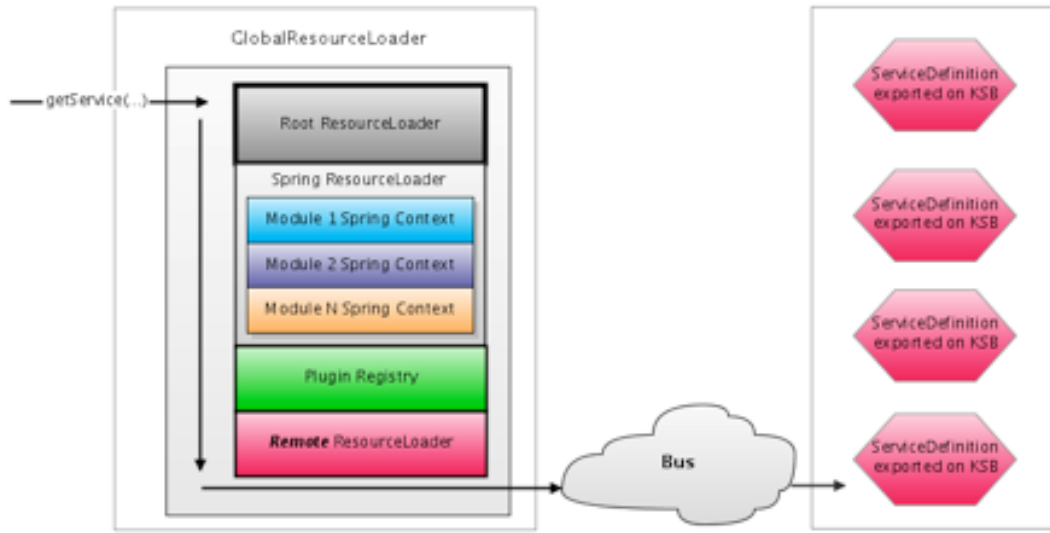 GlobalResourceLoader
getService(...)
Root ResourceLoader
Spring ResourceLoader
Module 1 Spring Context
Module 2 Spring Context
Module N Spring Context
Plugin Registry
Remote ResourceLoader
Bus
ServiceDefinition
exported on KSB
ServiceDefinition
exported on KSB
ServiceDefinition
exported on KSB
ServiceDefinition
exported on KSB